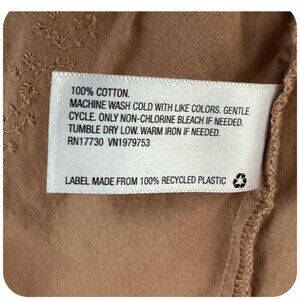 100% COTTON.
MACHINE WASH COLD WITH LIKE COLORS. GENTLE
CYCLE. ONLY NON-CHLORINE BLEACH IF NEEDED.
TUMBLE DRY LOW. WARM IRON IF NEEDED.
RN17730 VN1979753
LABEL MADE FROM 100% RECYCLED PLASTIC